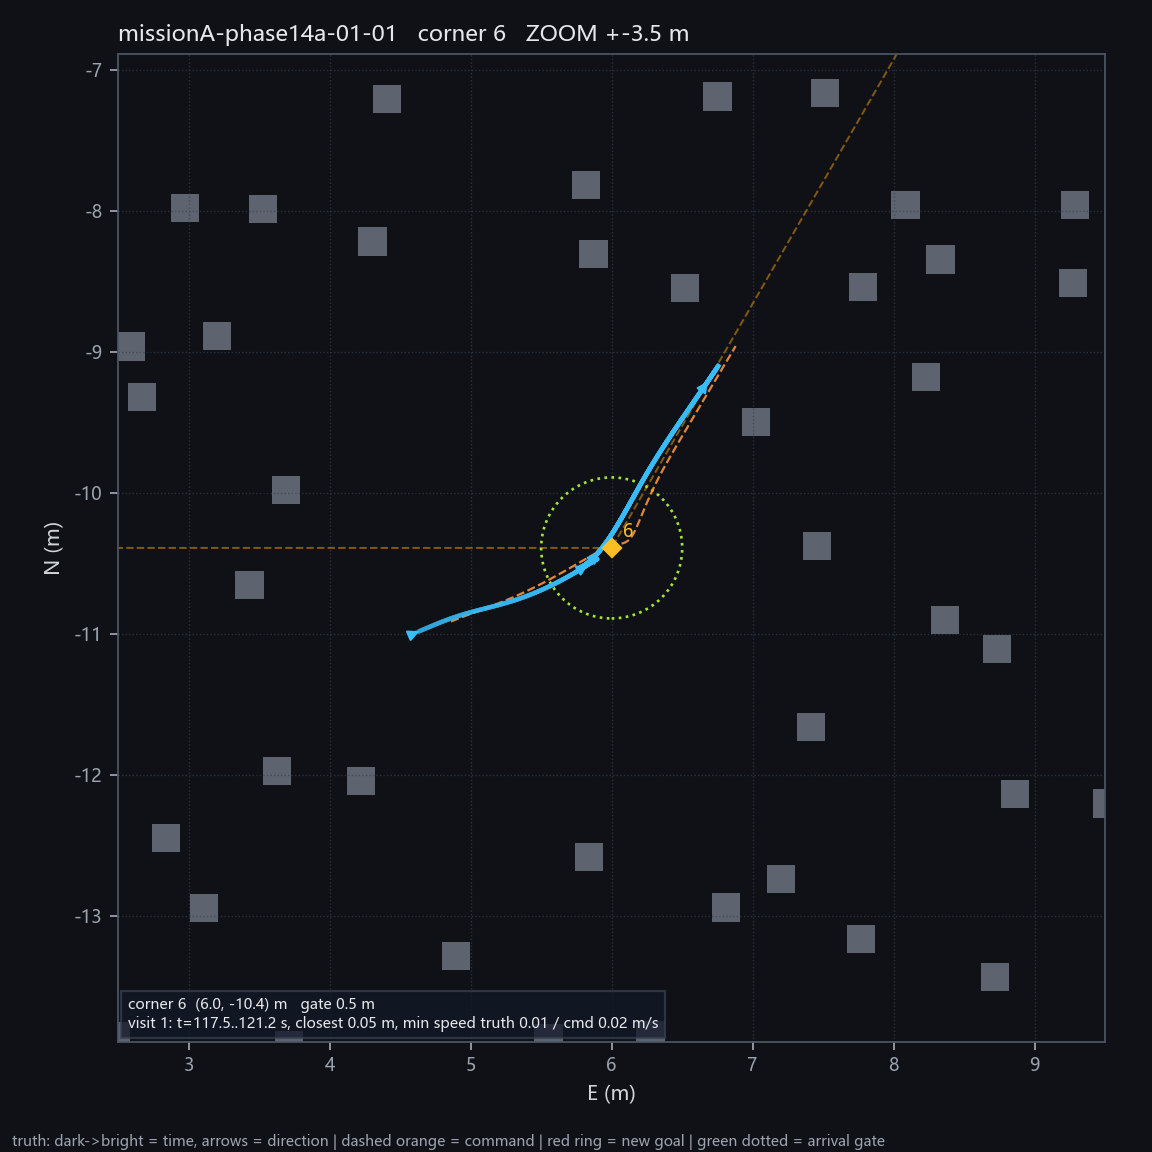 missionA-phase14a-01-01 corner 6 ZOOM +-3.5 m
-7
-8
-9
-10
-11
-12
-13
N (m)
6
corner 6 (6.0, -10.4) m gate 0.5 m
visit 1: t=117.5..121.2 s, closest 0.05 m, min speed truth 0.01 / cmd 0.02 m/s
3 4 5 6 7 8 9
E (m)
truth: dark->bright = time, arrows = direction | dashed orange = command | red ring = new goal | green dotted = arrival gate